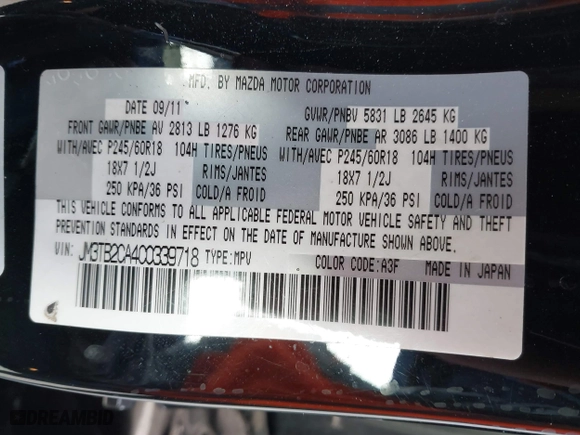 MFD. BY MAZDA MOTOR CORPORATION
DATE 09/11 GVWR/PNBV 5831 LB 2645 KG
FRONT GAWR/PNBE AV 2813 LB 1276 KG REAR GAWR/PNBE AR 3086 LB 1400 KG
WITH/AVEC P245/60R18 104H TIRES/PNEUS WITH/AVEC P245/60R18 104H TIRES/PNEUS
18X7 1/2J RIMS/JANTES 18X7 1/2J RIMS/JANTES
250 KPA/36 PSI COLD/A FROID 250 KPA/36 PSI COLD/A FROID
THIS VEHICLE CONFORMS TO ALL APPLICABLE FEDERAL MOTOR VEHICLE SAFETY AND THEFT
PREVENTION STANDARDS IN EFFECT ON THE DATE OF MANUFACTURE SHOWN ABOVE.
VIN: JM3TB2CA4C0339718 TYPE:MPV COLOR CODE:A3F MADE IN JAPAN
DREAMBID